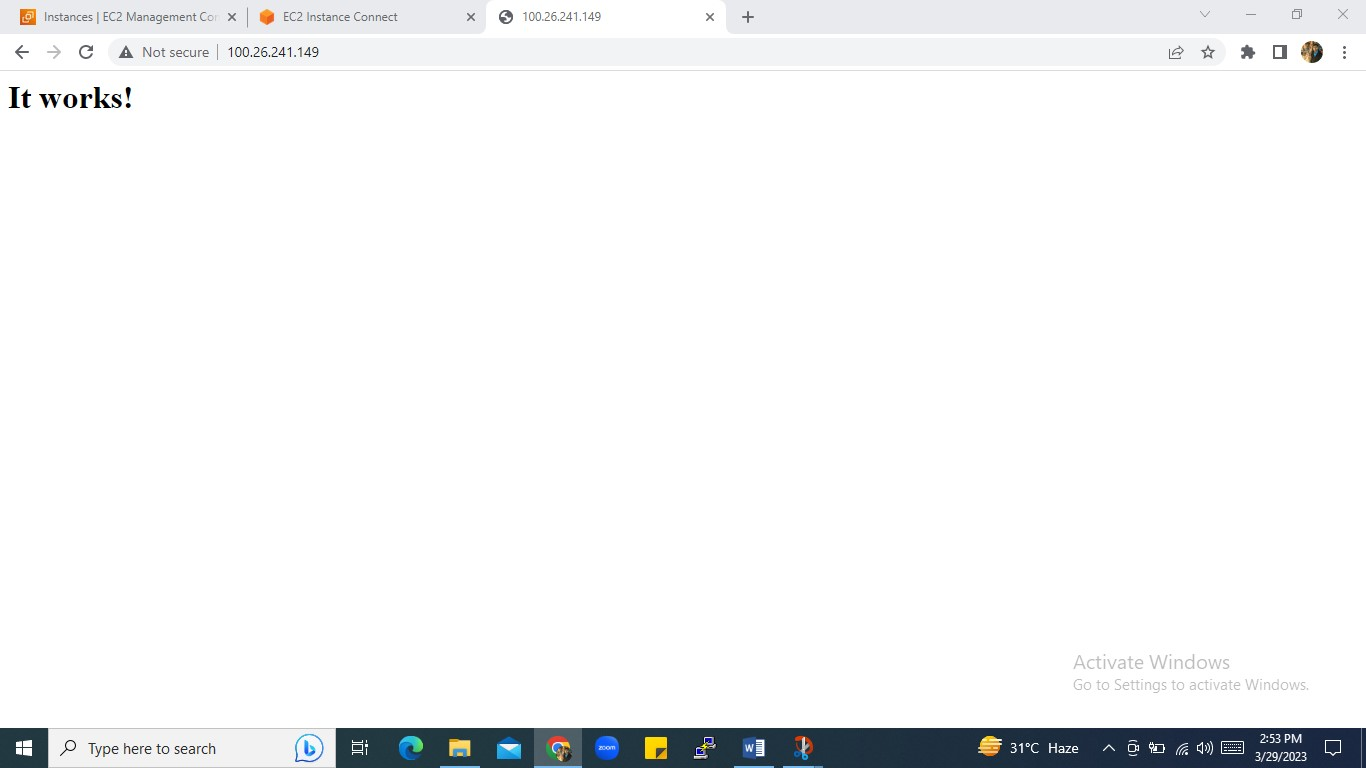 Instances | EC2 Management Con
EC2 Instance Connect
100.26.241.149
Not secure
100.26.241.149
It works!
Activate Windows
Go to Settings to activate Windows.
Type here to search
zoom
W
31°C Haze
2:53 PM
3/29/2023